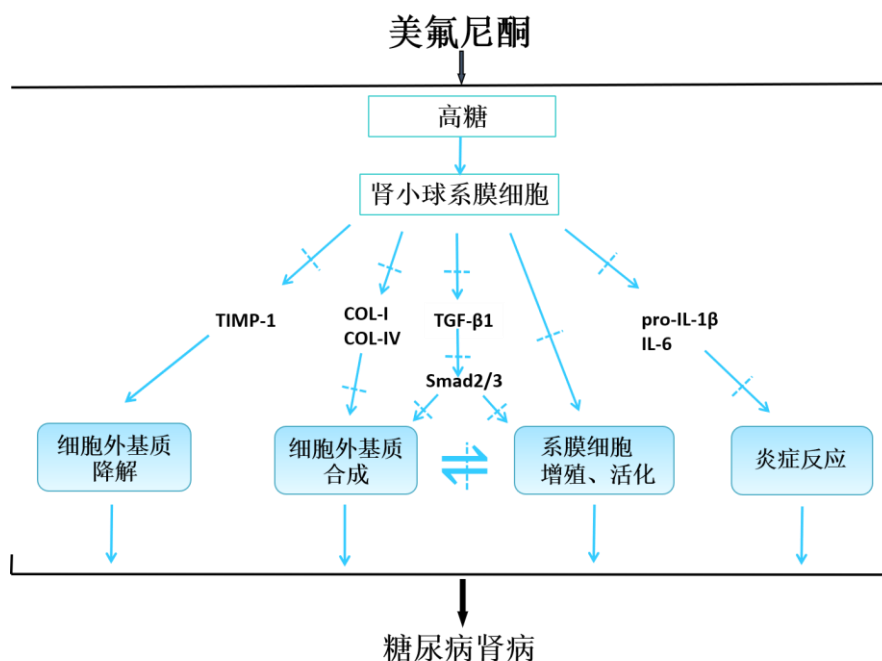 美氟尼酮
高糖
肾小球系膜细胞
TIMP-1
COL-I
COL-IV
TGF-β1
pro-IL-1β
IL-6
Smad2/3
细胞外基质
降解
细胞外基质
合成
系膜细胞
增殖、活化
炎症反应
糖尿病肾病